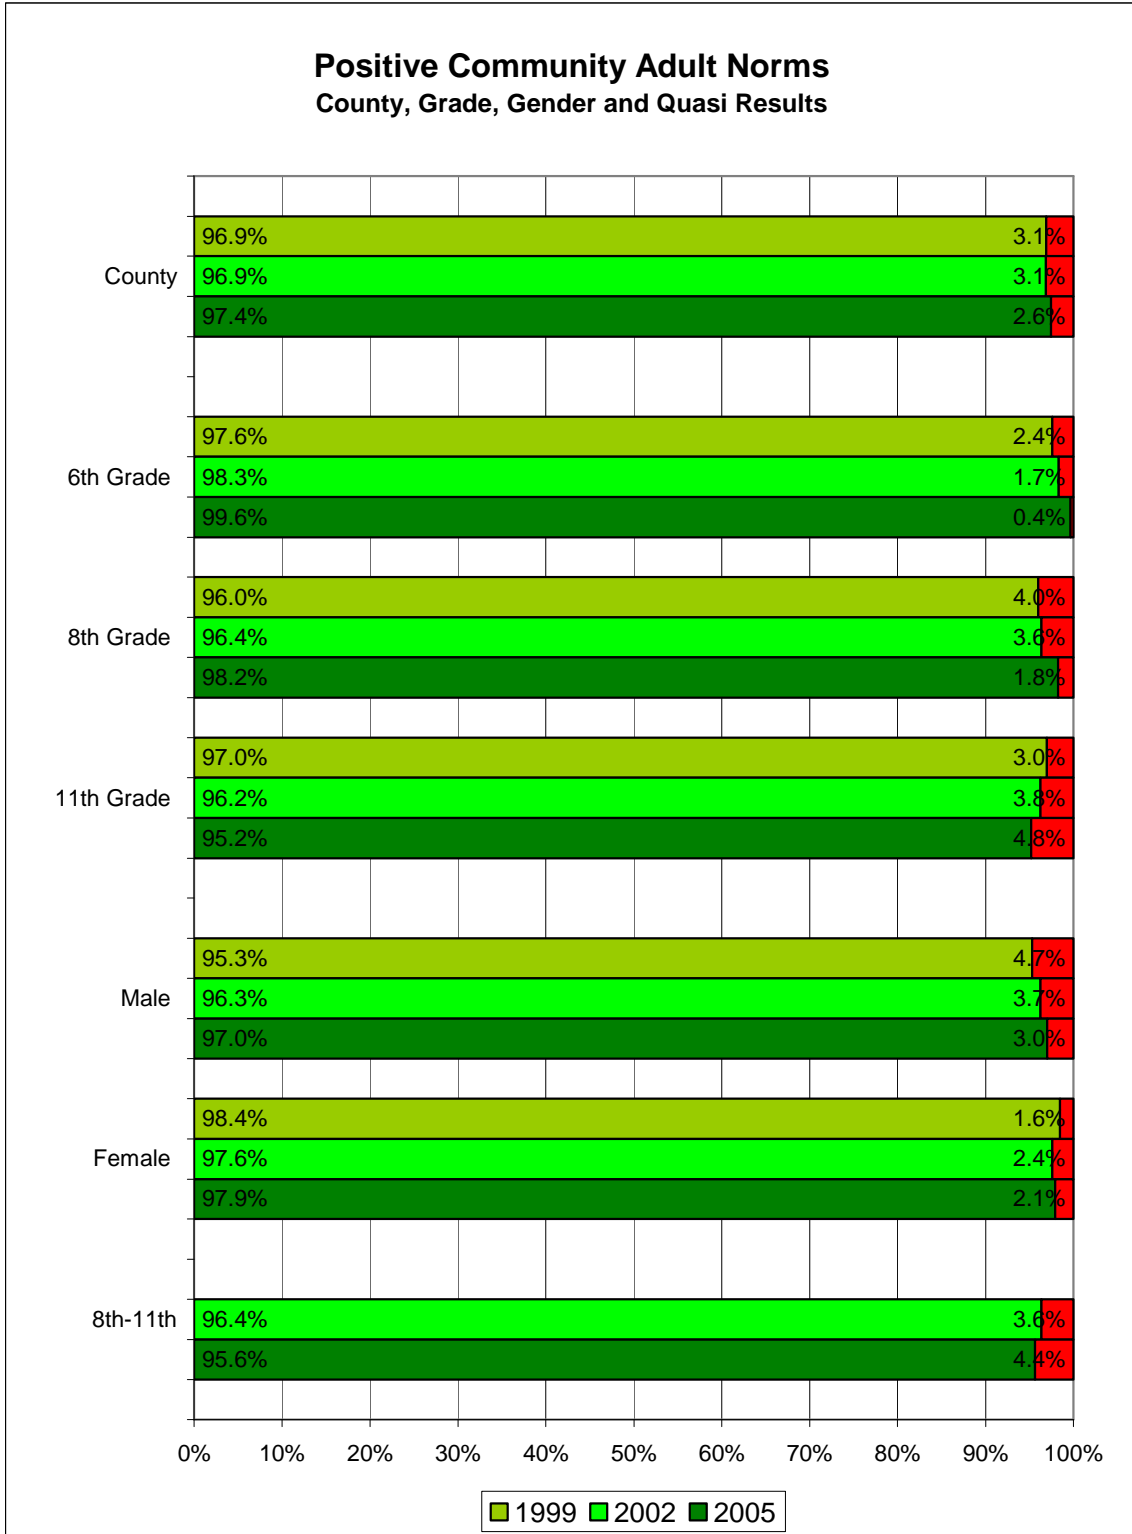 Positive Community Adult Norms
County, Grade, Gender and Quasi Results
County
96.9% 3.1%
96.9% 3.1%
97.4% 2.6%
6th Grade
97.6% 2.4%
98.3% 1.7%
99.6% 0.4%
8th Grade
96.0% 4.0%
96.4% 3.6%
98.2% 1.8%
11th Grade
97.0% 3.0%
96.2% 3.8%
95.2% 4.8%
Male
95.3% 4.7%
96.3% 3.7%
97.0% 3.0%
Female
98.4% 1.6%
97.6% 2.4%
97.9% 2.1%
8th-11th
96.4% 3.6%
95.6% 4.4%
0% 10% 20% 30% 40% 50% 60% 70% 80% 90% 100%
1999 2002 2005